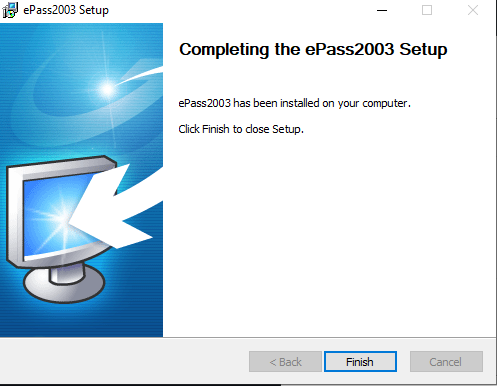 ePass2003 Setup
Completing the ePass2003 Setup
ePass2003 has been installed on your computer.
Click Finish to close Setup.
< Back
Finish
Cancel